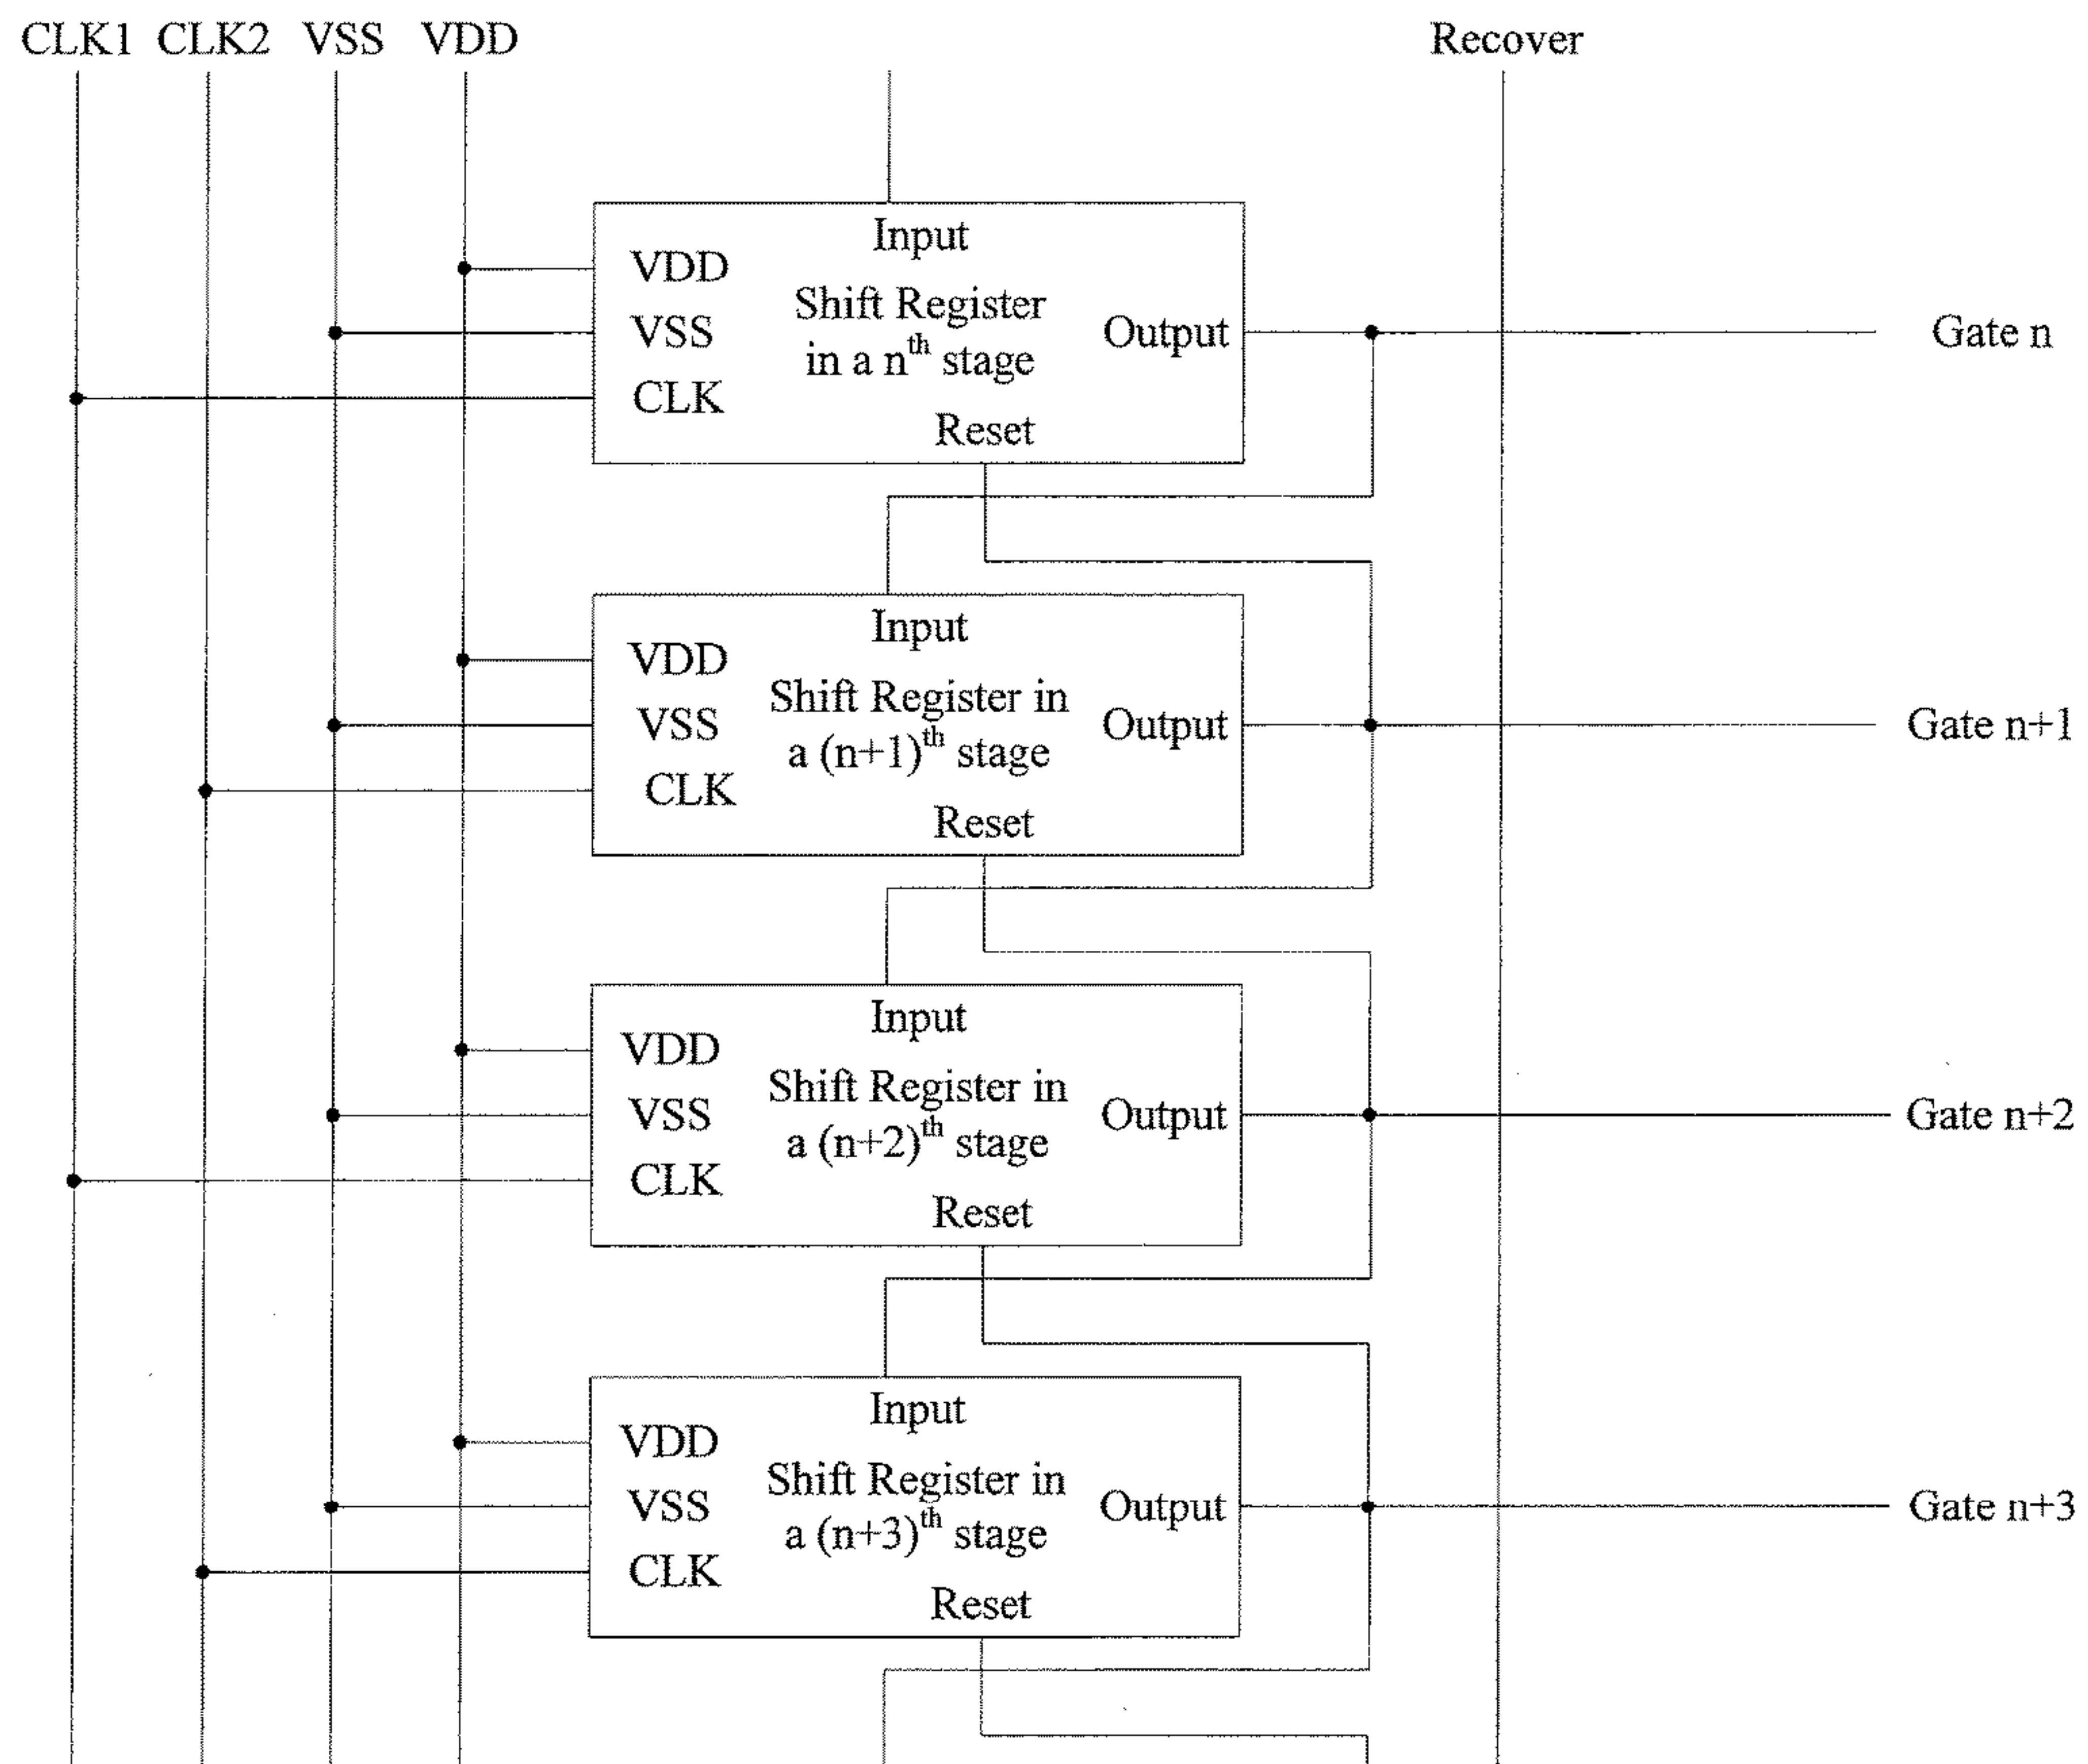 CLK1 CLK2 VSS VDD Recover
Input
VDD
Shift Register
VSS
Output
Gate n
in a nth stage
CLK
Reset
Input
VDD
Shift Register in
VSS
Output
Gate n+1
a (n+1)th stage
CLK
Reset
Input
VDD
Shift Register in
VSS
Output
Gate n+2
a (n+2)th stage
CLK
Reset
Input
VDD
Shift Register in
VSS
Output
Gate n+3
a (n+3)th stage
CLK
Reset